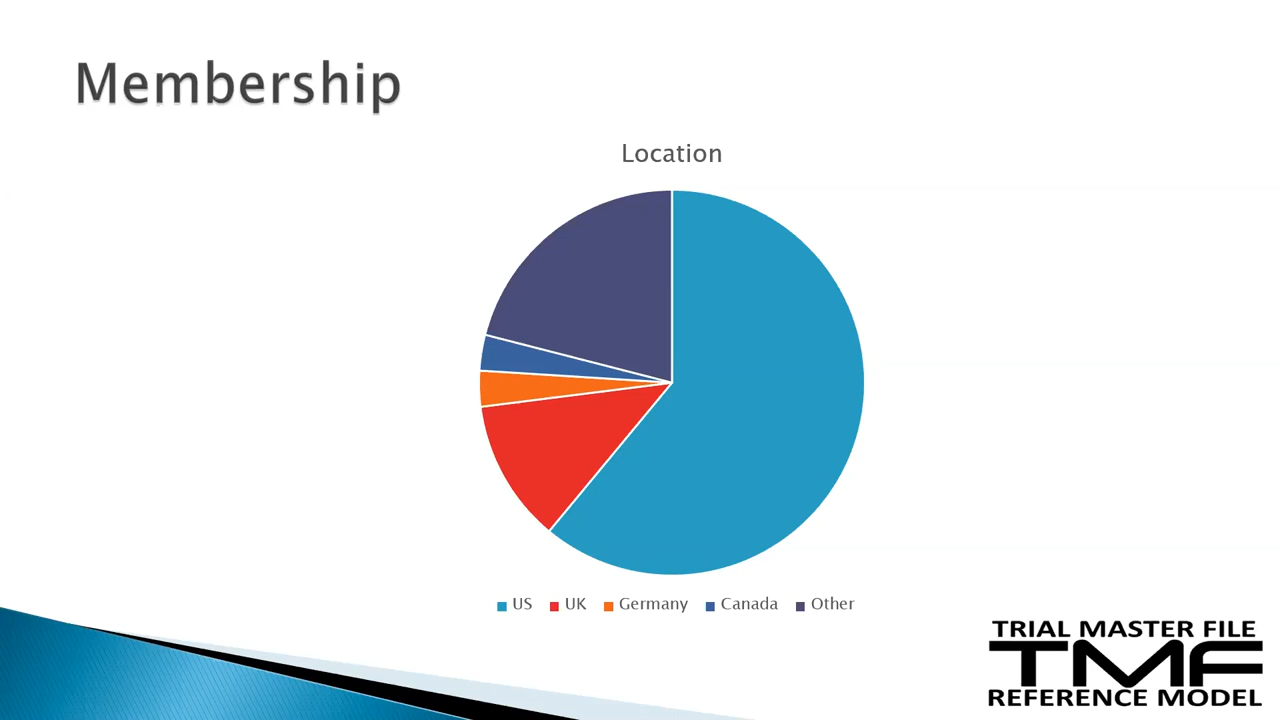 Membership
Location
US UK Germany Canada Other
TRIAL MASTER FILE
TMF
REFERENCE MODEL